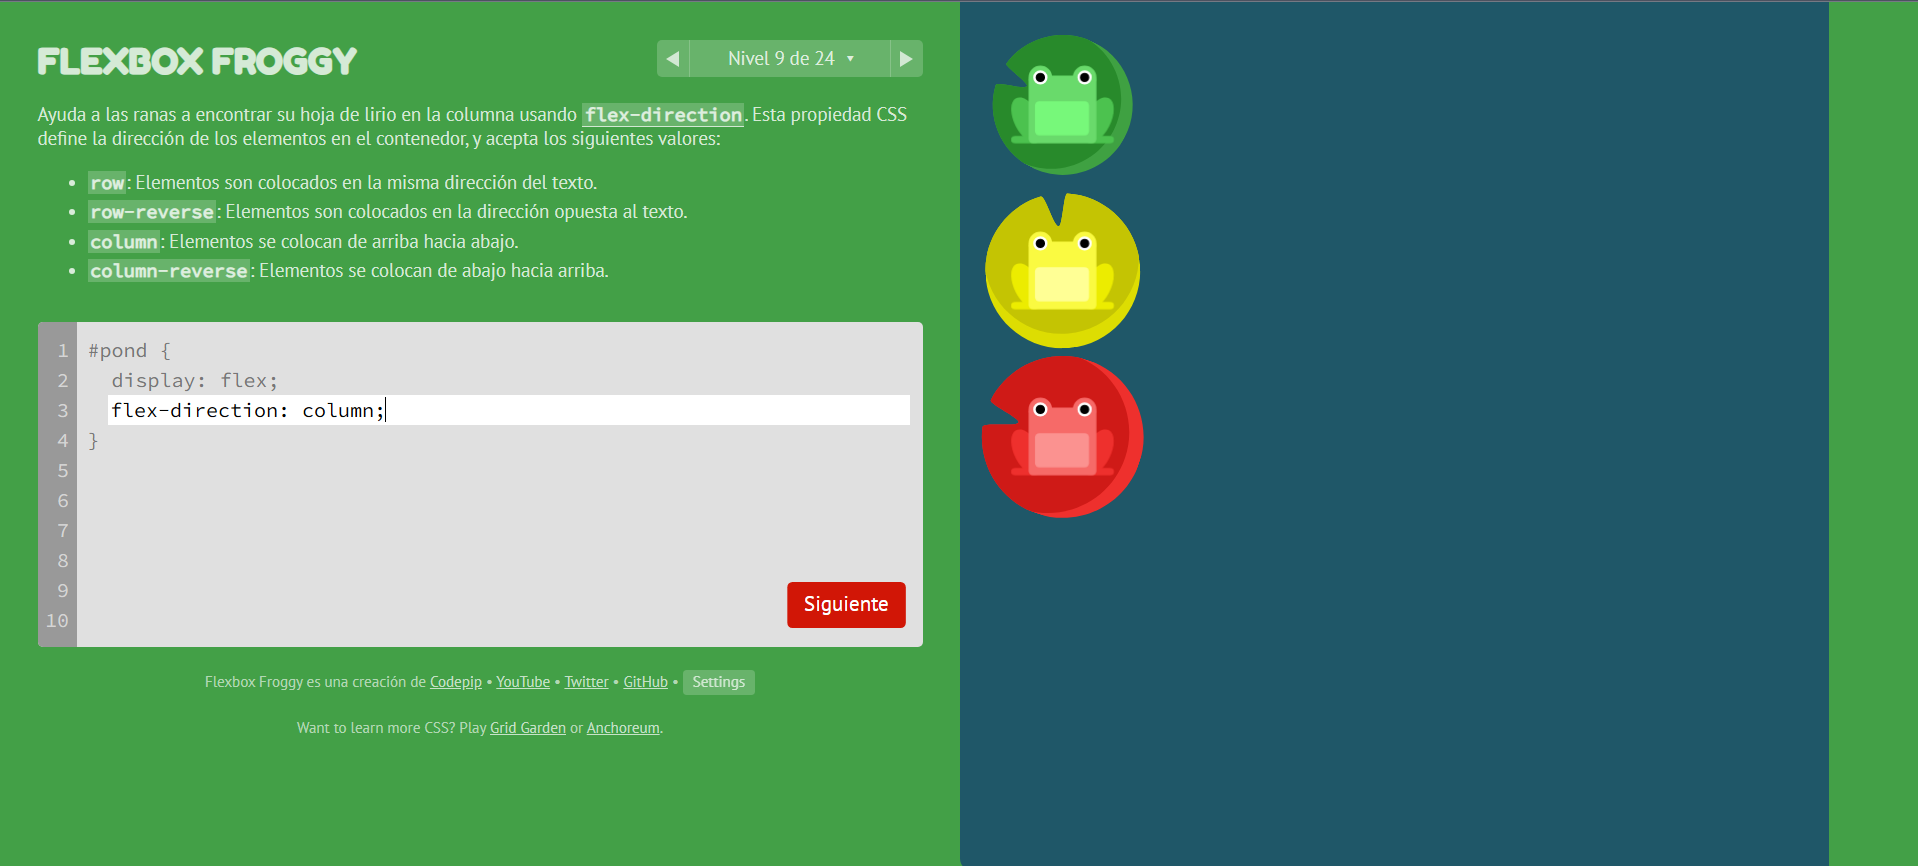 FLEXBOX FROGGY
Nivel 9 de 24
Ayuda a las ranas a encontrar su hoja de lirio en la columna usando flex-direction. Esta propiedad CSS
define la dirección de los elementos en el contenedor, y acepta los siguientes valores:
• row: Elementos son colocados en la misma dirección del texto.
• row-reverse: Elementos son colocados en la dirección opuesta al texto.
• column: Elementos se colocan de arriba hacia abajo.
• column-reverse: Elementos se colocan de abajo hacia arriba.
1 #pond {
2 display: flex;
3 flex-direction: column;
4 }
5
6
7
8
9
10
Siguiente
Flexbox Froggy es una creación de Codepip • YouTube • Twitter • GitHub • Settings
Want to learn more CSS? Play Grid Garden or Anchoreum.